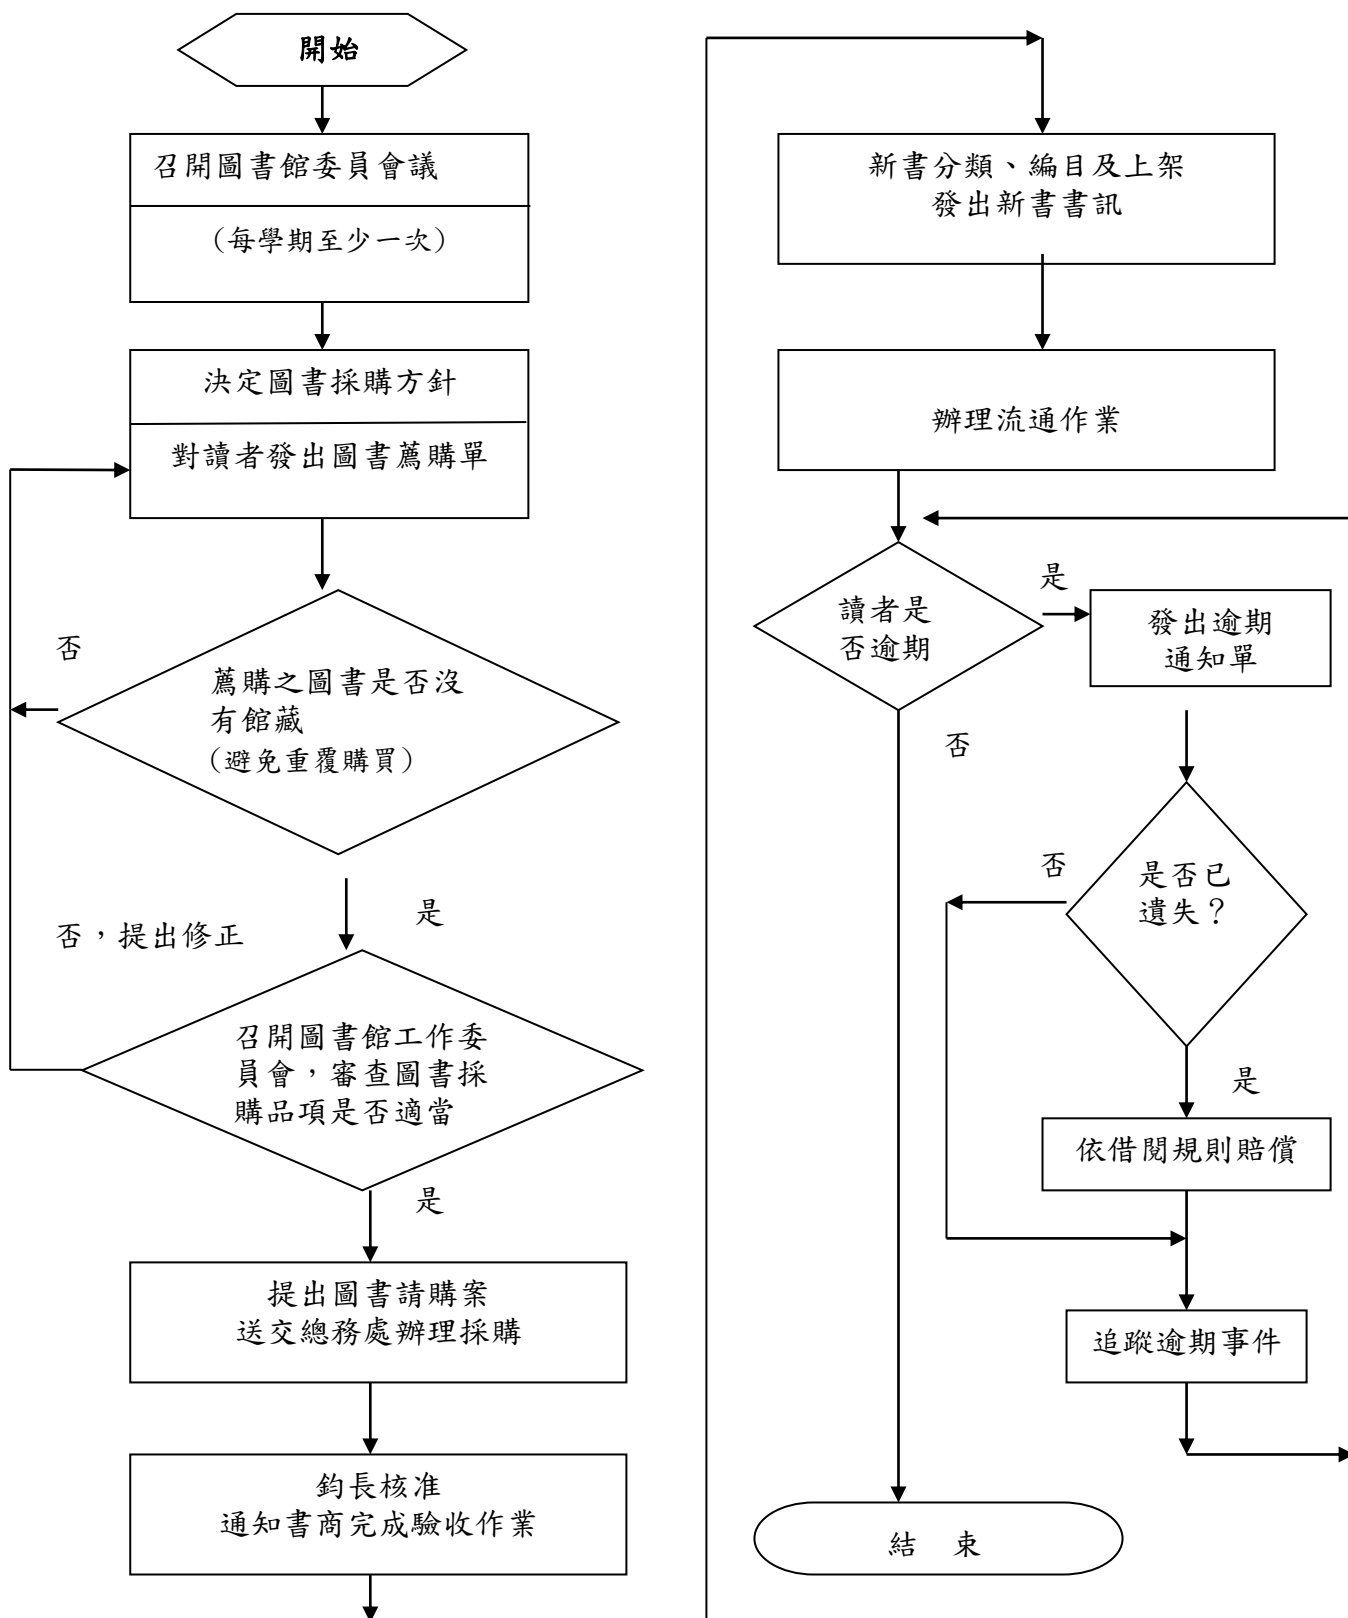 開始
召開圖書館委員會議
（每學期至少一次）
決定圖書採購方針
對讀者發出圖書薦購單
否
薦購之圖書是否沒
有館藏
（避免重覆購買）
是
否，提出修正
召開圖書館工作委
員會，審查圖書採
購品項是否適當
是
提出圖書請購案
送交總務處辦理採購
鈞長核准
通知書商完成驗收作業
新書分類、編目及上架
發出新書書訊
辦理流通作業
讀者是
否逾期
是
發出逾期
通知單
否
否
是否已
遺失？
是
依借閱規則賠償
追蹤逾期事件
結　束